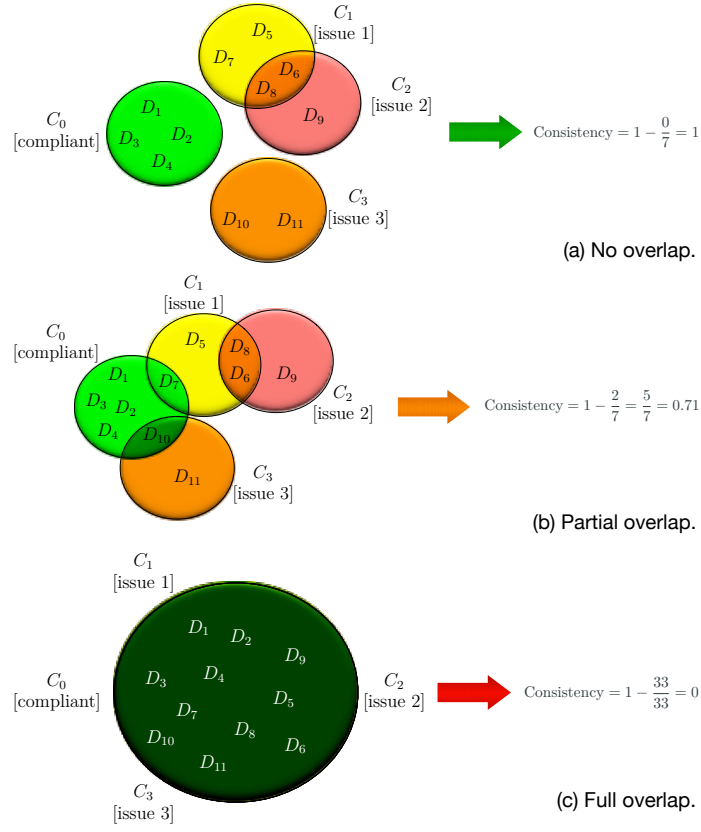 C₁
[issue 1]
D₅
D₇
D₆
D₈
C₂
[issue 2]
D₉
C₀
[compliant]
D₁
D₃
D₂
D₄
Consistency = 1 − 0/7 = 1
C₃
[issue 3]
D₁₀
D₁₁
(a) No overlap.
C₁
[issue 1]
C₀
[compliant]
D₅
D₈
D₁
D₇
D₆
D₉
D₃
D₂
C₂
[issue 2]
D₄
D₁₀
Consistency = 1 − 2/7 = 5/7 = 0.71
D₁₁
C₃
[issue 3]
(b) Partial overlap.
C₁
[issue 1]
D₁
D₂
D₉
C₀
[compliant]
D₃
D₄
C₂
[issue 2]
D₅
D₇
D₈
D₁₀
D₆
D₁₁
Consistency = 1 − 33/33 = 0
C₃
[issue 3]
(c) Full overlap.